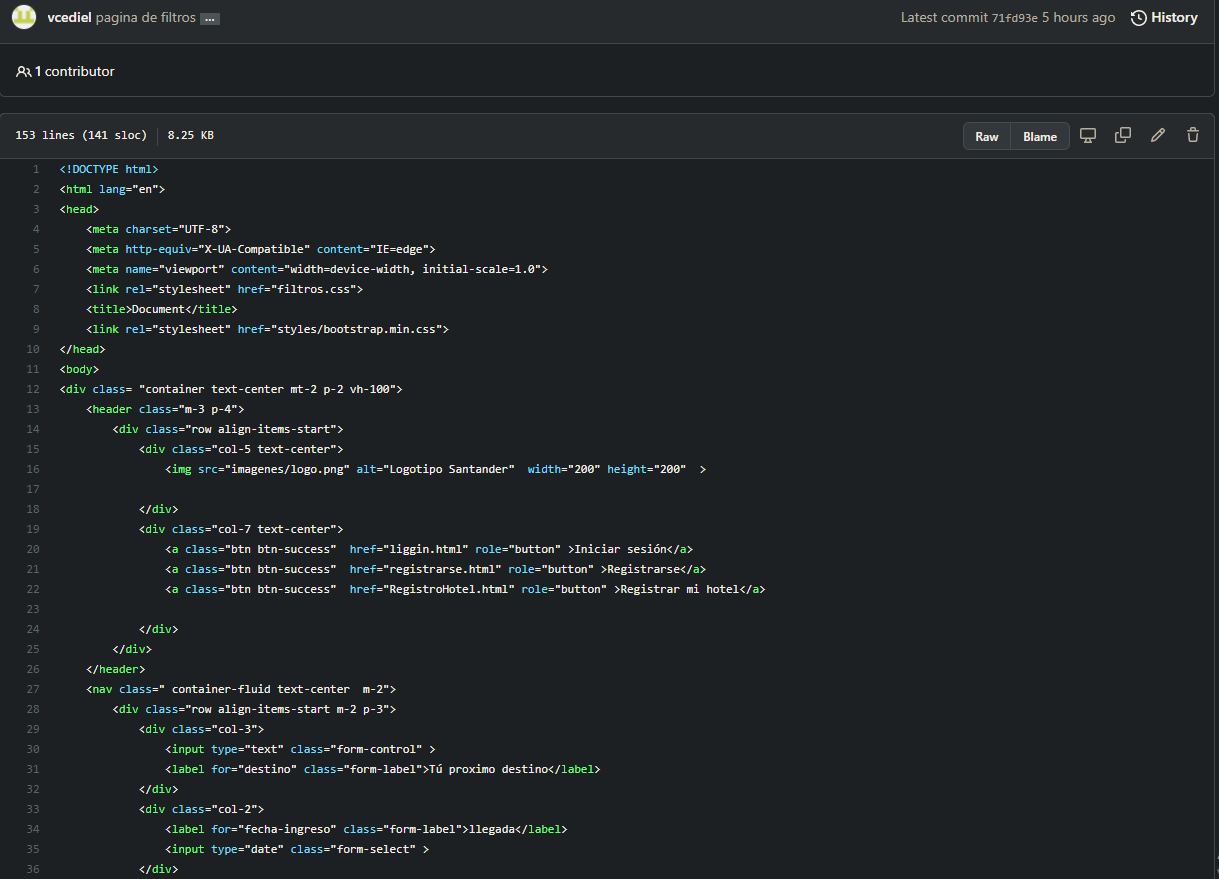 vcediel pagina de filtros ...
Latest commit 71fd93e 5 hours ago History
1 contributor
153 lines (141 sloc) 8.25 KB
Raw Blame
1 <!DOCTYPE html>
2 <html lang="en">
3 <head>
4 <meta charset="UTF-8">
5 <meta http-equiv="X-UA-Compatible" content="IE=edge">
6 <meta name="viewport" content="width=device-width, initial-scale=1.0">
7 <link rel="stylesheet" href="filtros.css">
8 <title>Document</title>
9 <link rel="stylesheet" href="styles/bootstrap.min.css">
10 </head>
11 <body>
12 <div class= "container text-center mt-2 p-2 vh-100">
13 <header class="m-3 p-4">
14 <div class="row align-items-start">
15 <div class="col-5 text-center">
16 <img src="imagenes/logo.png" alt="Logotipo Santander"  width="200" height="200"  >
17
18 </div>
19 <div class="col-7 text-center">
20 <a class="btn btn-success"  href="liggin.html" role="button" >Iniciar sesión</a>
21 <a class="btn btn-success"  href="registrarse.html" role="button" >Registrarse</a>
22 <a class="btn btn-success"  href="RegistroHotel.html" role="button" >Registrar mi hotel</a>
23
24 </div>
25 </div>
26 </header>
27 <nav class=" container-fluid text-center  m-2">
28 <div class="row align-items-start m-2 p-3">
29 <div class="col-3">
30 <input type="text" class="form-control" >
31 <label for="destino" class="form-label">Tú proximo destino</label>
32 </div>
33 <div class="col-2">
34 <label for="fecha-ingreso" class="form-label">llegada</label>
35 <input type="date" class="form-select" >
36 </div>